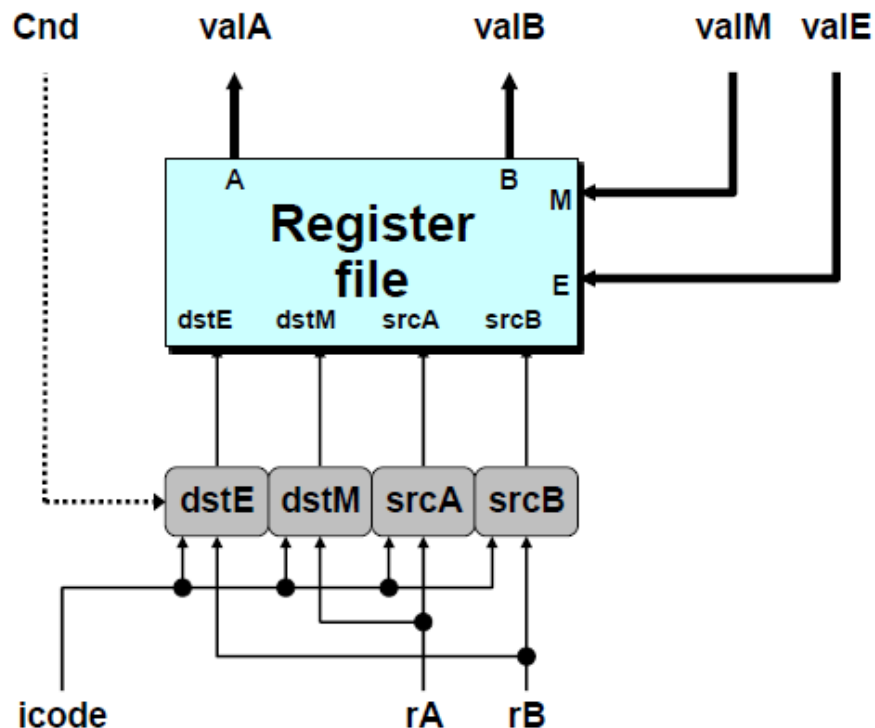 Cnd valA valB valM valE
A B
M
Register
file
E
dstE dstM srcA srcB
dstE dstM srcA srcB
icode rA rB